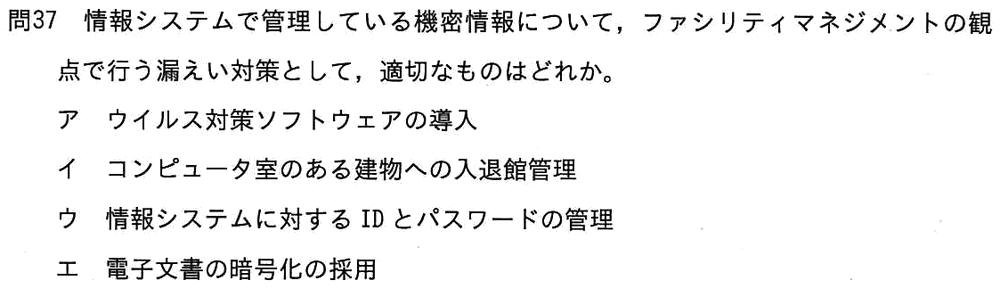 問37 情報システムで管理している機密情報について，ファシリティマネジメントの観
点で行う漏えい対策として，適切なものはどれか。
ア ウイルス対策ソフトウェアの導入
イ コンピュータ室のある建物への入退館管理
ウ 情報システムに対する ID とパスワードの管理
エ 電子文書の暗号化の採用